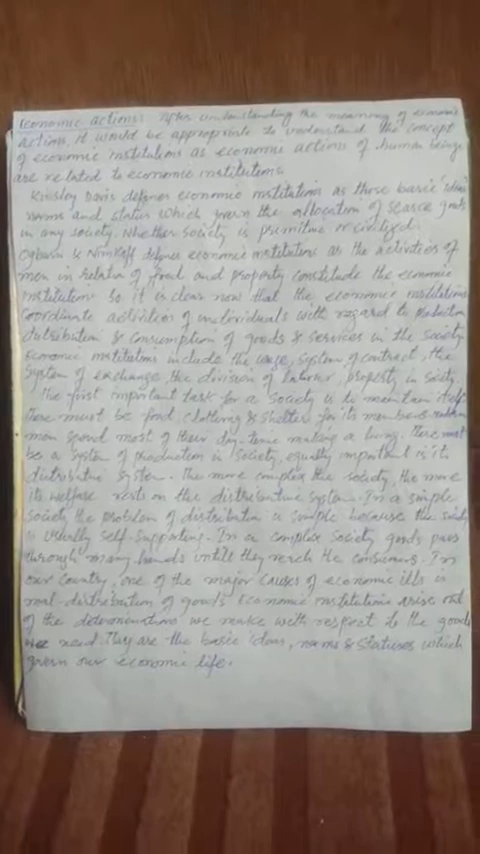 Economic actions: After understanding the meaning of economic
actions, it would be appropriate to understand the concept
of economic institutions as economic actions of human beings
are related to economic institutions.
Kinsley Davis defines economic institutions as those basic ideas,
norms and status which govern the allocation of scarce goods
in any society. Whether society is primitive or civilized.
Ogburn & Nimkoff defines economic institutions as the activities of
men in relation of food and property constitute the economic
institutions So it is clear now that the economic institutions
coordinate activities of individuals with regard to production
distribution & consumption of goods & services in the society
Economic institutions include the wage, system of contract, the
system of exchange, the division of labour, property in society.
The first important task for a society is to maintain itself
There must be food, clothing & shelter for its members
men spend most of their day-time making a living. There must
be a system of production in society, equally important is it
distributive system. The more complex the society, the more
its welfare rests on the distributive system. In a simple
society the problem of distribution is simple because the society
is usually self-supporting. In a complex society goods pass
through many hands untill they reach the consumers. In
our country, one of the major causes of economic ills is
mal-distribution of goods. Economic institutions arise out
of the determinations we make with respect to the goods
we need. They are the basic ideas, norms & statuses which
govern our economic life.